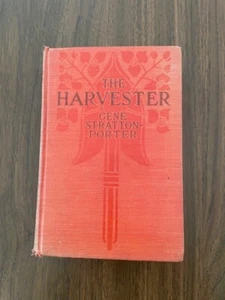 THE
HARVESTER
GENE
STRATTON-
PORTER